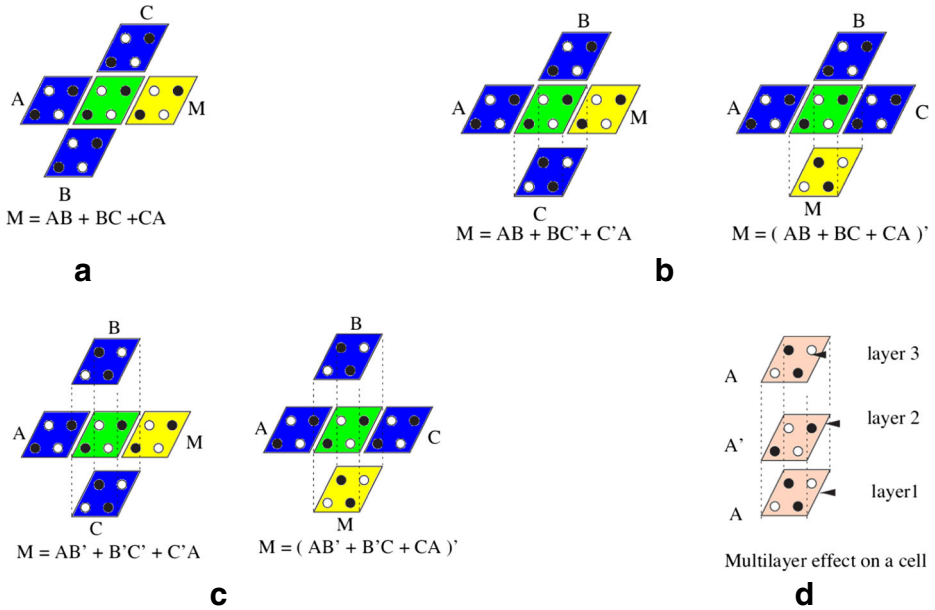 C
A
M
B
M = AB + BC +CA
a
B
A
M
C
M = AB + BC'+ C'A
B
A
C
M
M = ( AB + BC + CA )'
b
B
A
M
C
M = AB' + B'C' + C'A
B
A
C
M
M = ( AB' + B'C + CA )'
c
A
layer 3
A'
layer 2
A
layer1
Multilayer effect on a cell
d